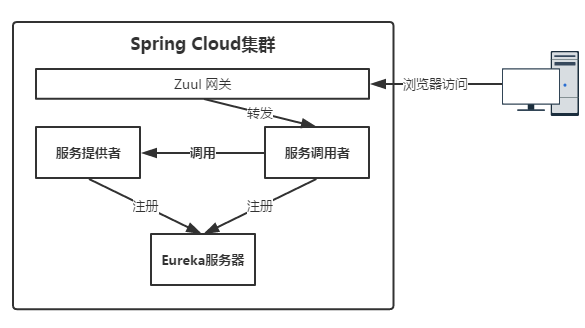 Spring Cloud集群
Zuul 网关
浏览器访问
转发
服务提供者
调用
服务调用者
注册
注册
Eureka服务器